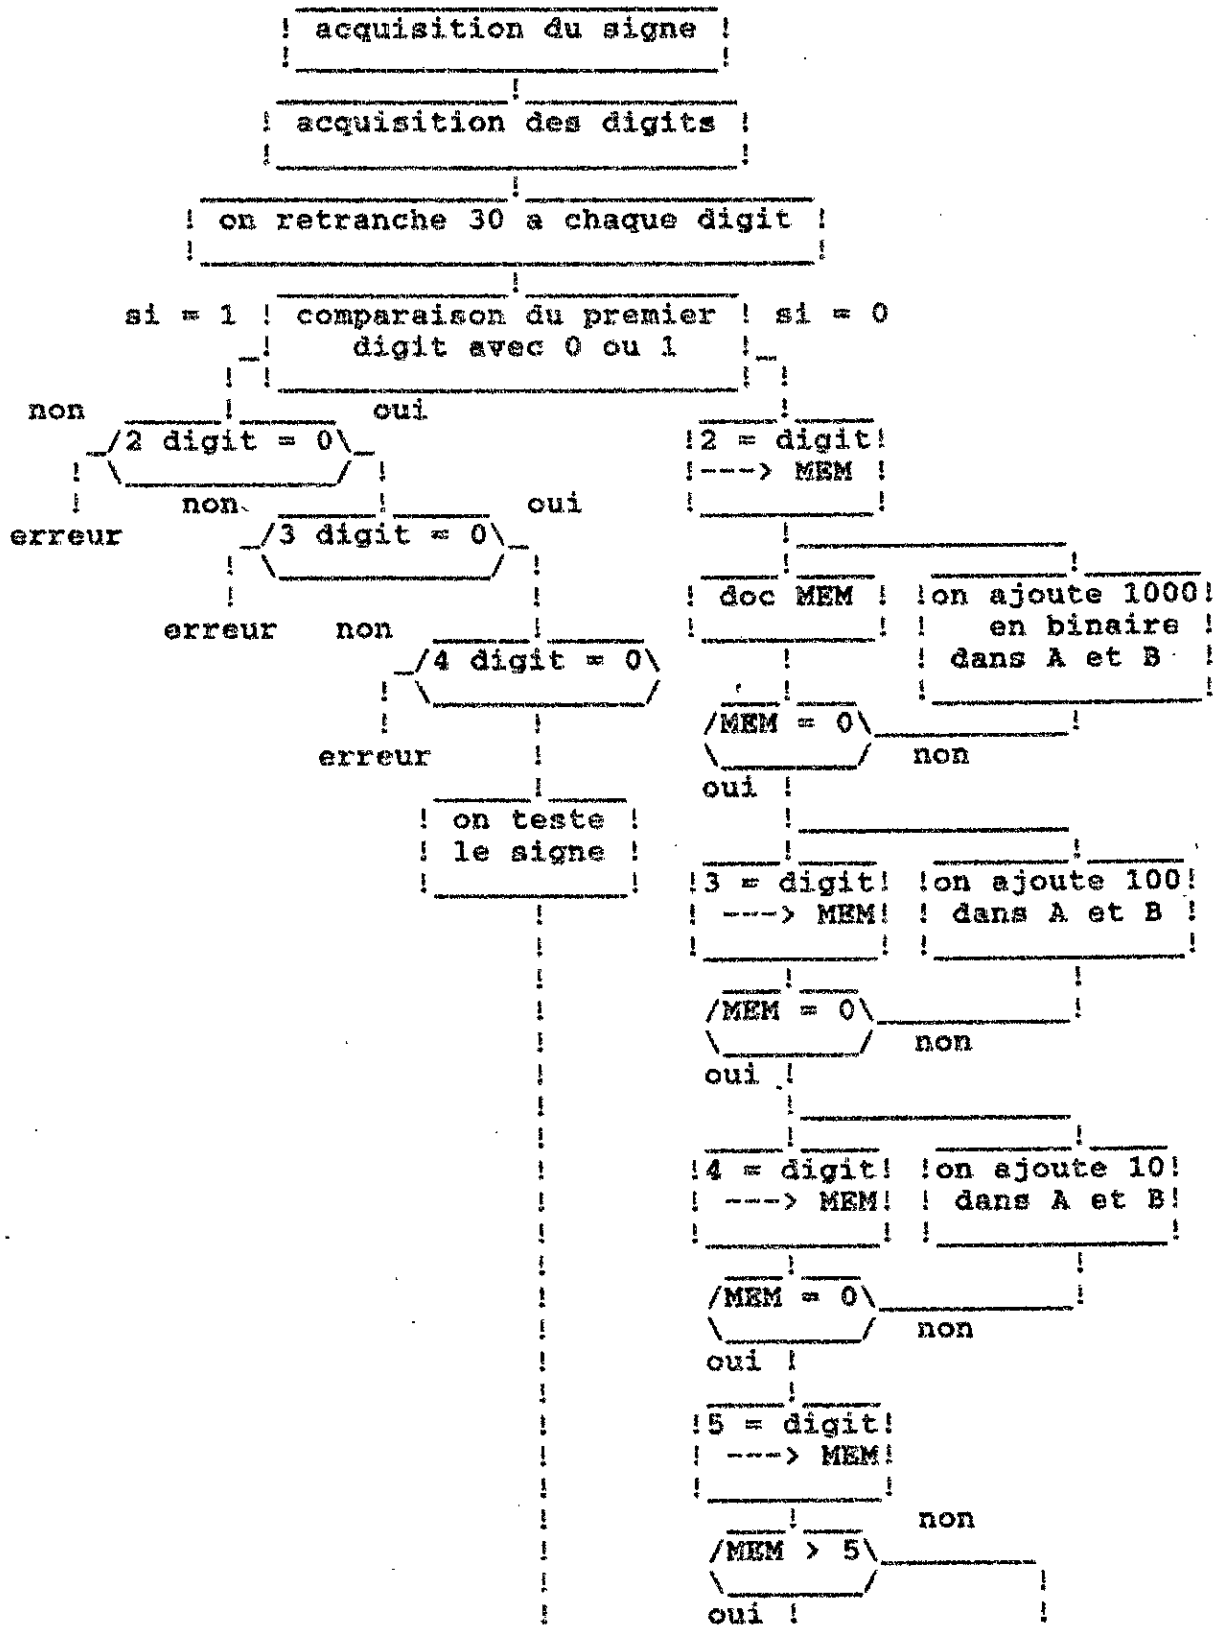 acquisition du signe
acquisition des digits
on retranche 30 a chaque digit
si = 1
comparaison du premier
digit avec 0 ou 1
si = 0
non
2 digit = 0
oui
2 = digit
---> MEM
erreur
non
3 digit = 0
oui
erreur
doc MEM
on ajoute 1000
en binaire
dans A et B
non
4 digit = 0
erreur
MEM = 0
non
oui
on teste
le signe
3 = digit
---> MEM
on ajoute 100
dans A et B
MEM = 0
non
oui
4 = digit
---> MEM
on ajoute 10
dans A et B
MEM = 0
non
oui
5 = digit
---> MEM
non
MEM > 5
oui